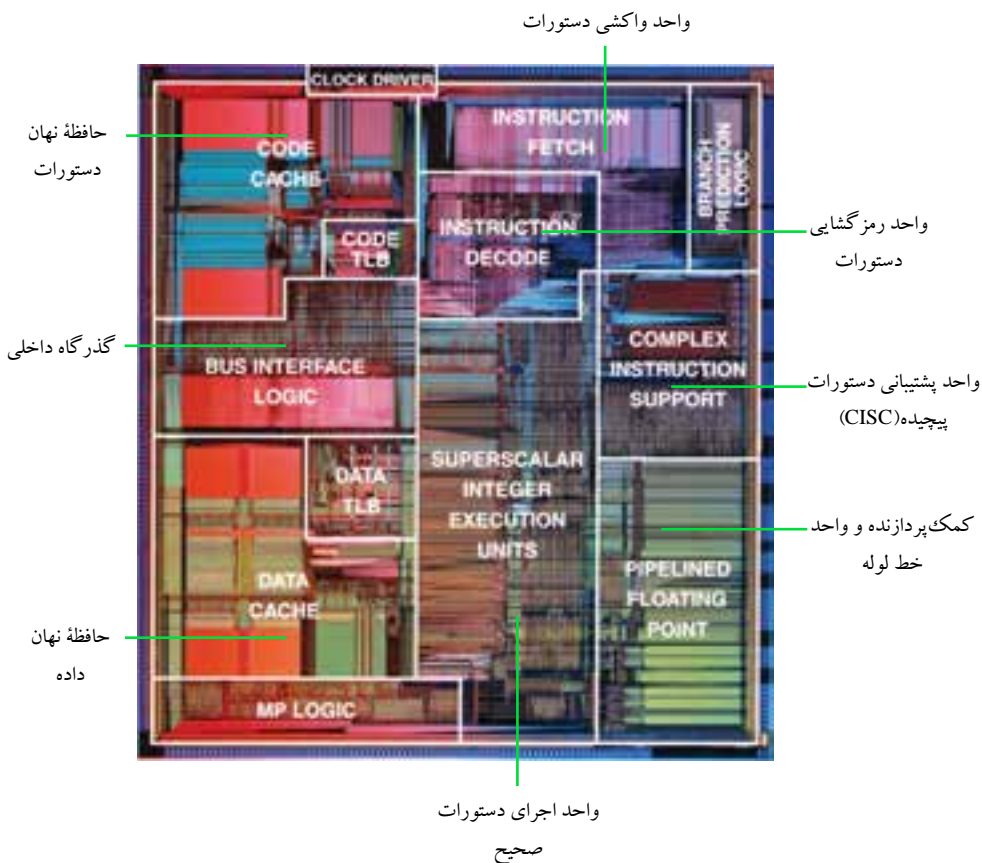 واحد واکشی دستورات
CLOCK DRIVER
حافظهٔ نهان
دستورات
CODE
CACHE
INSTRUCTION
FETCH
BRANCH
PREDICTION
LOGIC
CODE
TLB
INSTRUCTION
DECODE
واحد رمزگشایی
دستورات
گذرگاه داخلی
BUS INTERFACE
LOGIC
COMPLEX
INSTRUCTION
SUPPORT
واحد پشتیبانی دستورات
پیچیده(CISC)
DATA
TLB
SUPERSCALAR
INTEGER
EXECUTION
UNITS
کمک‌پردازنده و واحد
خط لوله
DATA
CACHE
PIPELINED
FLOATING
POINT
حافظهٔ نهان
داده
MP LOGIC
واحد اجرای دستورات
صحیح